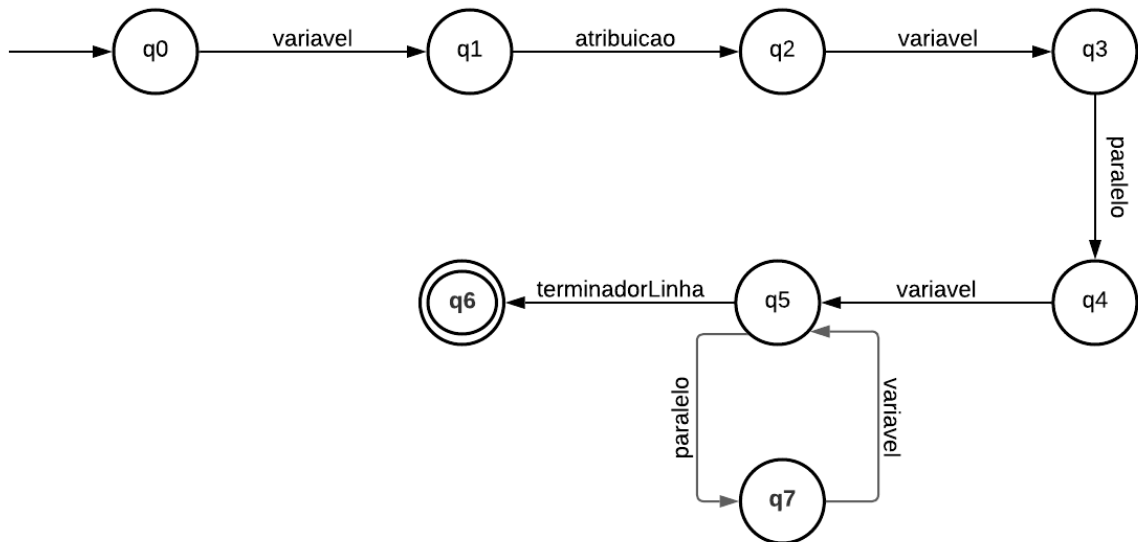 q0
variavel
q1
atribuicao
q2
variavel
q3
paralelo
q4
variavel
q5
terminadorLinha
q6
paralelo
q7
variavel